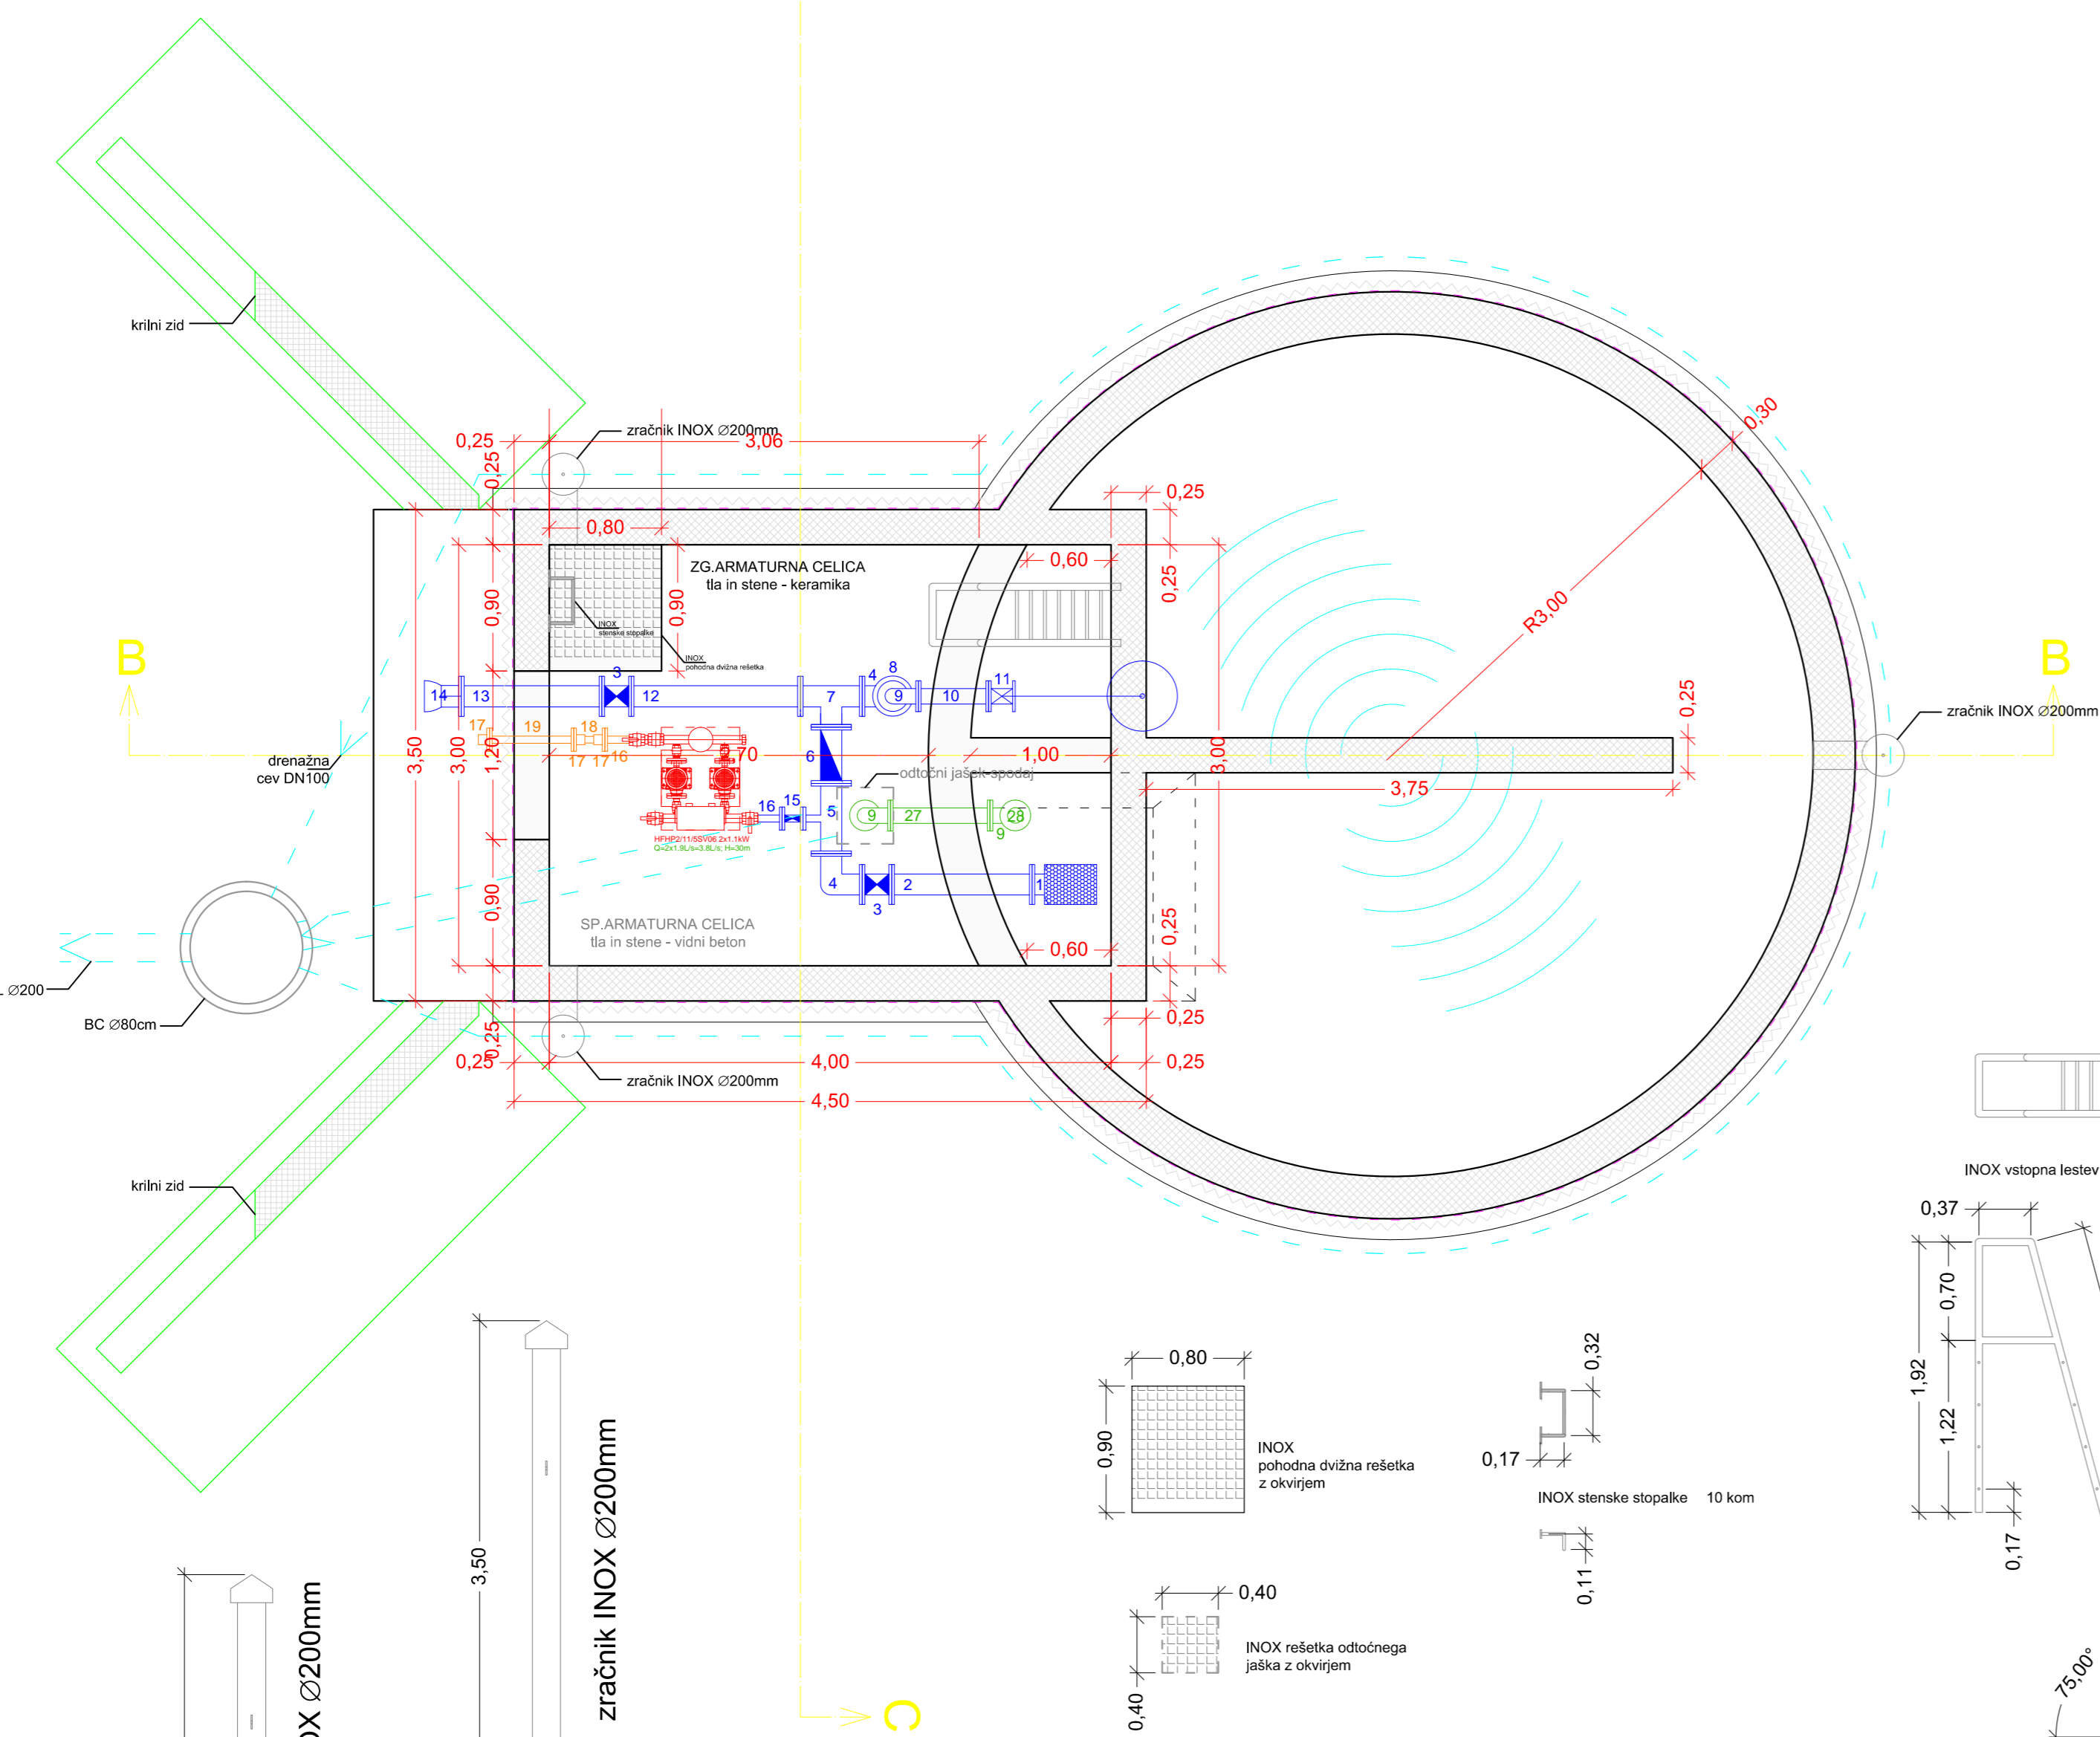 krilni zid
0,25
3,06
zračnik INOX Ø200mm
0,25
0,80
ZG.ARMATURNA CELICA
tla in stene - keramika
INOX
stenske stopalke
INOX
pohodna dvižna rešetka
0,90
0,90
0,60
0,25
0,25
0,30
R3,00
B
B
14
13
3
12
7
4
8
9
10
11
17
19
18
17
17
16
70
1,00
3,00
0,25
zračnik INOX Ø200mm
drenažna
cev DN100
3,50
3,00
1,20
6
odtočni jašek-spodaj
3,75
16
15
5
9
27
28
9
HFHP2/11/5SV06 2x1.1kW
Q=2x1.9L/s=3.8L/s; H=30m
4
3
2
1
0,90
SP.ARMATURNA CELICA
tla in stene - vidni beton
0,60
0,25
Ø200
BC Ø80cm
0,25
0,25
0,25
4,00
0,25
4,50
zračnik INOX Ø200mm
krilni zid
INOX vstopna lestev
0,37
1,92
0,70
1,22
0,17
75,00°
3,50
zračnik INOX Ø200mm
Ø200mm
0,80
0,90
INOX
pohodna dvižna rešetka
z okvirjem
0,32
0,17
INOX stenske stopalke 10 kom
0,11
0,40
0,40
INOX rešetka odtoćnega
jaška z okvirjem
C